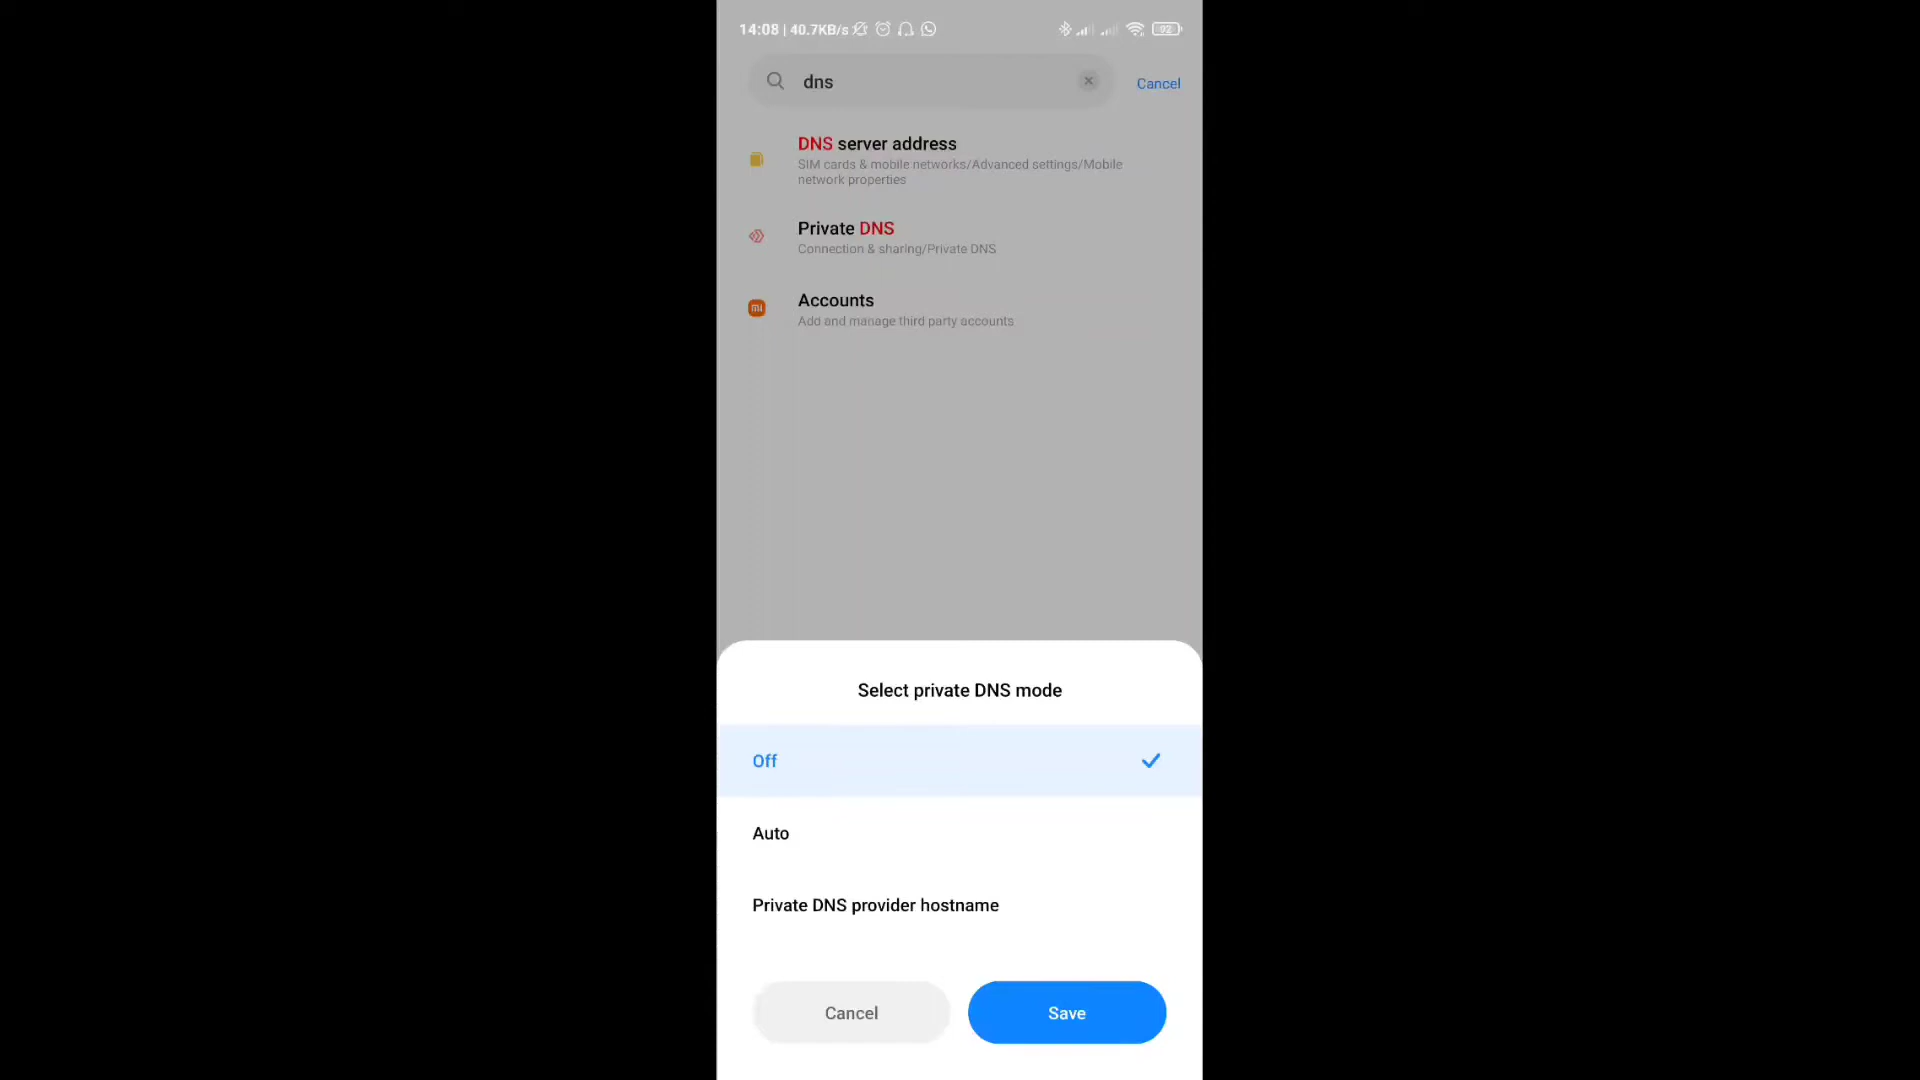 14:08 | 40.7KB/s
92
dns
Cancel
DNS server address
SIM cards & mobile networks/Advanced settings/Mobile
network properties
Private DNS
Connection & sharing/Private DNS
mi
Accounts
Add and manage third party accounts
Select private DNS mode
Off
Auto
Private DNS provider hostname
Cancel
Save